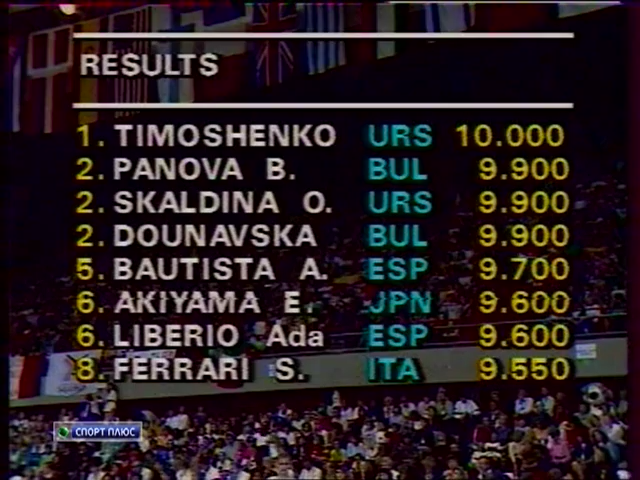 RESULTS
1. TIMOSHENKO URS 10.000
2. PANOVA B. BUL 9.900
2. SKALDINA O. URS 9.900
2. DOUNAVSKA BUL 9.900
5. BAUTISTA A. ESP 9.700
6. AKIYAMA E. JPN 9.600
6. LIBERIO Ada ESP 9.600
8. FERRARI S. ITA 9.550
СПОРТ ПЛЮС